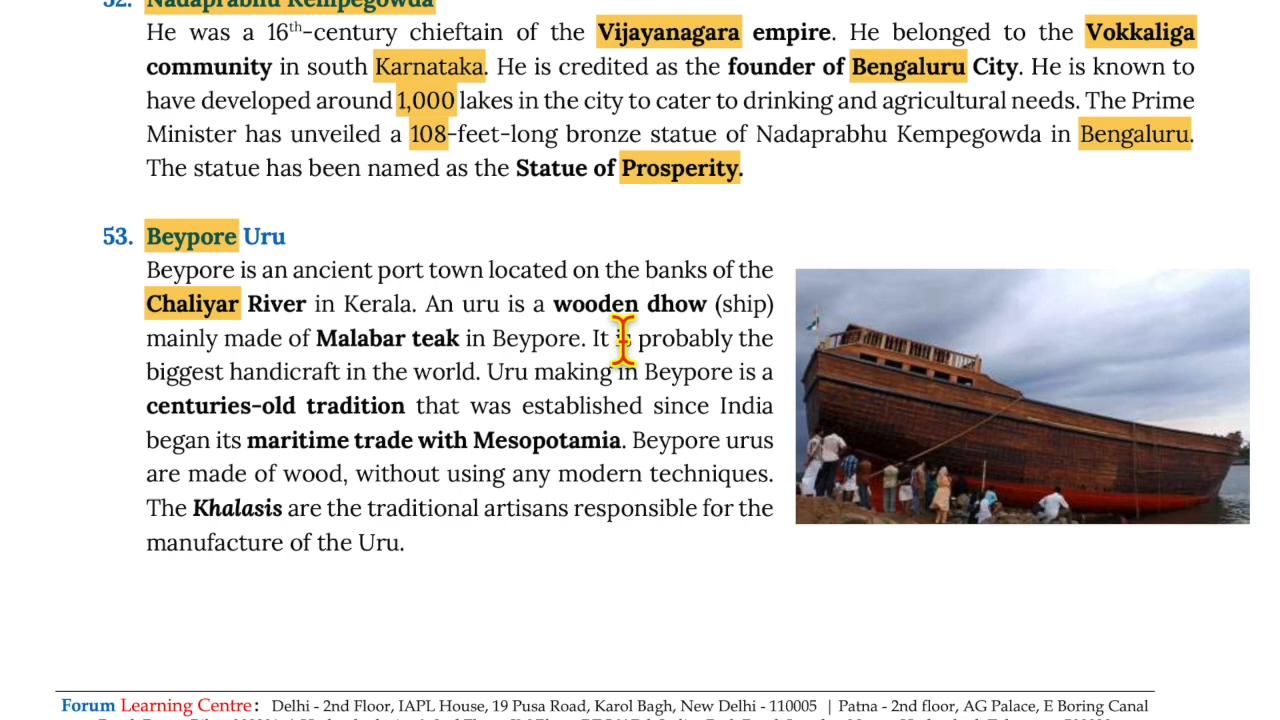 52. Nadaprabhu Kempegowda
He was a 16th-century chieftain of the Vijayanagara empire. He belonged to the Vokkaliga
community in south Karnataka. He is credited as the founder of Bengaluru City. He is known to
have developed around 1,000 lakes in the city to cater to drinking and agricultural needs. The Prime
Minister has unveiled a 108-feet-long bronze statue of Nadaprabhu Kempegowda in Bengaluru.
The statue has been named as the Statue of Prosperity.
53. Beypore Uru
Beypore is an ancient port town located on the banks of the
Chaliyar River in Kerala. An uru is a wooden dhow (ship)
mainly made of Malabar teak in Beypore. It is probably the
biggest handicraft in the world. Uru making in Beypore is a
centuries-old tradition that was established since India
began its maritime trade with Mesopotamia. Beypore urus
are made of wood, without using any modern techniques.
The Khalasis are the traditional artisans responsible for the
manufacture of the Uru.
Forum Learning Centre: Delhi - 2nd Floor, IAPL House, 19 Pusa Road, Karol Bagh, New Delhi - 110005 | Patna - 2nd floor, AG Palace, E Boring Canal